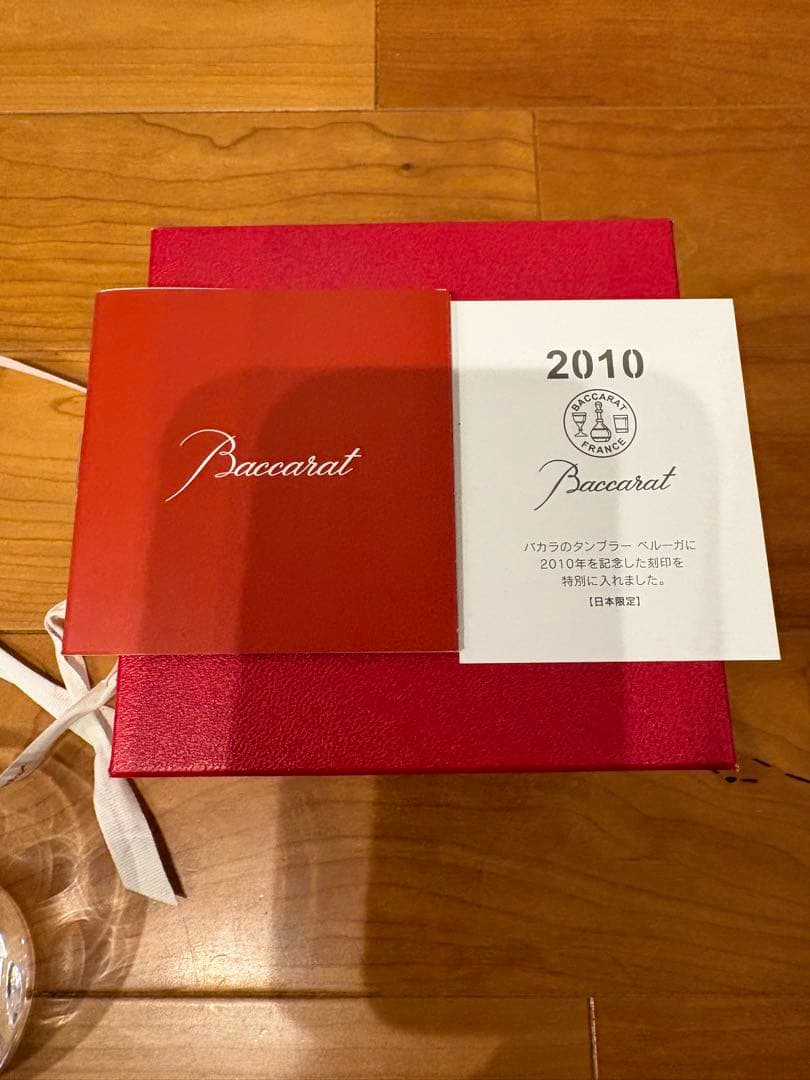 Baccarat
2010
BACCARAT
FRANCE
Baccarat
バカラのタンブラー ベルーガに
2010年を記念した刻印を
特別に入れました。
【日本限定】